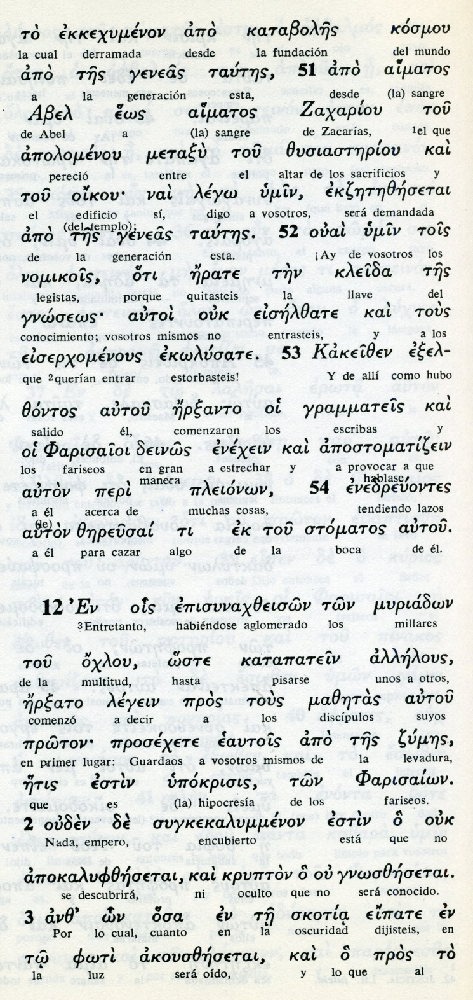 τὸ ἐκκεχυμένον ἀπὸ καταβολῆς κόσμου
la cual derramada desde la fundación del mundo
ἀπὸ τῆς γενεᾶς ταύτης, 51 ἀπὸ αἵματος
a la generación esta, desde (la) sangre
Ἀβελ ἕως αἵματος Ζαχαρίου τοῦ
de Abel a (la) sangre de Zacarías, 1el que
ἀπολομένου μεταξὺ τοῦ θυσιαστηρίου καὶ
pereció entre el altar de los sacrificios y
τοῦ οἴκου· ναὶ λέγω ὑμῖν, ἐκζητηθήσεται
el edificio sí, digo a vosotros, será demandada
(del templo);
ἀπὸ τῆς γενεᾶς ταύτης. 52 οὐαὶ ὑμῖν τοῖς
de la generación esta. ¡Ay de vosotros los
νομικοῖς, ὅτι ἤρατε τὴν κλεῖδα τῆς
legistas, porque quitasteis la llave del
γνώσεως· αὐτοὶ οὐκ εἰσήλθατε καὶ τοὺς
conocimiento; vosotros mismos no entrasteis, y a los
εἰσερχομένους ἐκωλύσατε. 53 Κἀκεῖθεν ἐξελ-
que 2querían entrar estorbasteis! Y de allí como hubo
θόντος αὐτοῦ ἤρξαντο οἱ γραμματεῖς καὶ
salido él, comenzaron los escribas y
οἱ Φαρισαῖοι δεινῶς ἐνέχειν καὶ ἀποστοματίζειν
los fariseos en gran a estrechar y a provocar a que
manera hablase
αὐτὸν περὶ πλειόνων, 54 ἐνεδρεύοντες
a él acerca de muchas cosas, tendiendo lazos
(de)
αὐτὸν θηρεῦσαί τι ἐκ τοῦ στόματος αὐτοῦ.
a él para cazar algo de la boca de él.
12 Ἐν οἷς ἐπισυναχθεισῶν τῶν μυριάδων
3Entretanto, habiéndose aglomerado los millares
τοῦ ὄχλου, ὥστε καταπατεῖν ἀλλήλους,
de la multitud, hasta pisarse unos a otros,
ἤρξατο λέγειν πρὸς τοὺς μαθητὰς αὐτοῦ
comenzó a decir los discípulos suyos
πρῶτον· προσέχετε ἑαυτοῖς ἀπὸ τῆς ζύμης,
en primer lugar: Guardaos a vosotros mismos de la levadura,
ἥτις ἐστὶν ὑπόκρισις, τῶν Φαρισαίων.
que es (la) hipocresía de los fariseos.
2 οὐδὲν δὲ συγκεκαλυμμένον ἐστὶν ὃ οὐκ
Nada, empero, encubierto está que no
ἀποκαλυφθήσεται, καὶ κρυπτὸν ὃ οὐ γνωσθήσεται.
se descubrirá, ni oculto que no será conocido.
3 ἀνθ' ὧν ὅσα ἐν τῇ σκοτίᾳ εἴπατε ἐν
Por lo cual, cuanto en la oscuridad dijisteis, en
τῷ φωτὶ ἀκουσθήσεται, καὶ ὃ πρὸς τὸ
la luz será oído, y lo que al